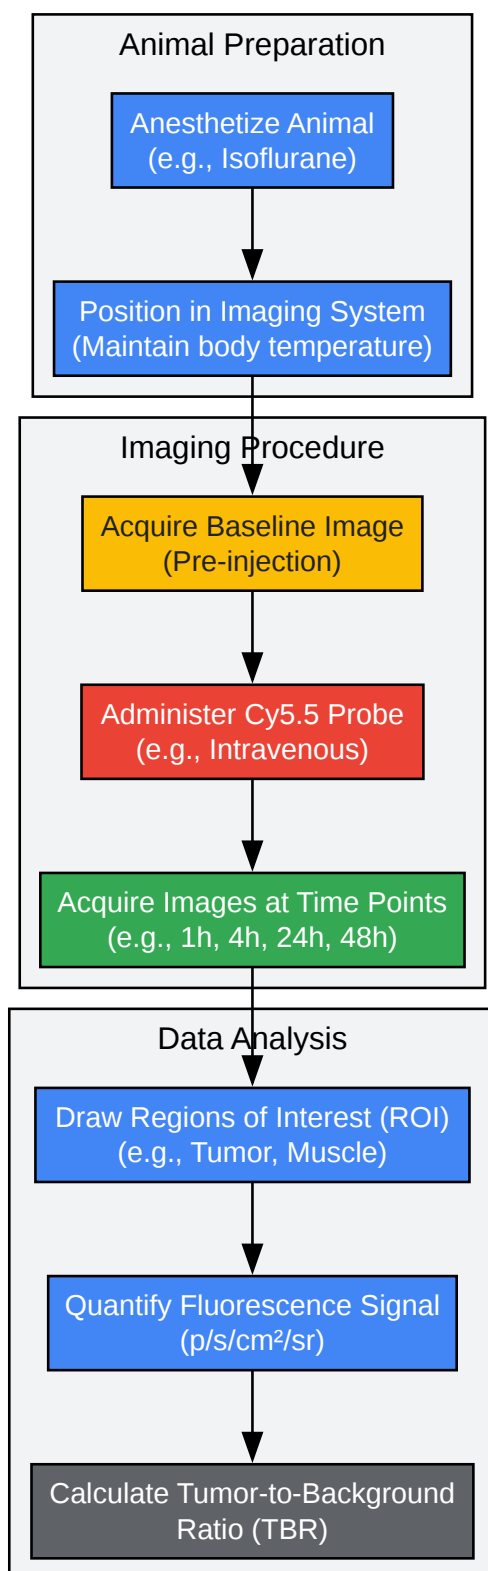 Animal Preparation
Anesthetize Animal
(e.g., Isoflurane)
Position in Imaging System
(Maintain body temperature)
Imaging Procedure
Acquire Baseline Image
(Pre-injection)
Administer Cy5.5 Probe
(e.g., Intravenous)
Acquire Images at Time Points
(e.g., 1h, 4h, 24h, 48h)
Data Analysis
Draw Regions of Interest (ROI)
(e.g., Tumor, Muscle)
Quantify Fluorescence Signal
(p/s/cm²/sr)
Calculate Tumor-to-Background
Ratio (TBR)